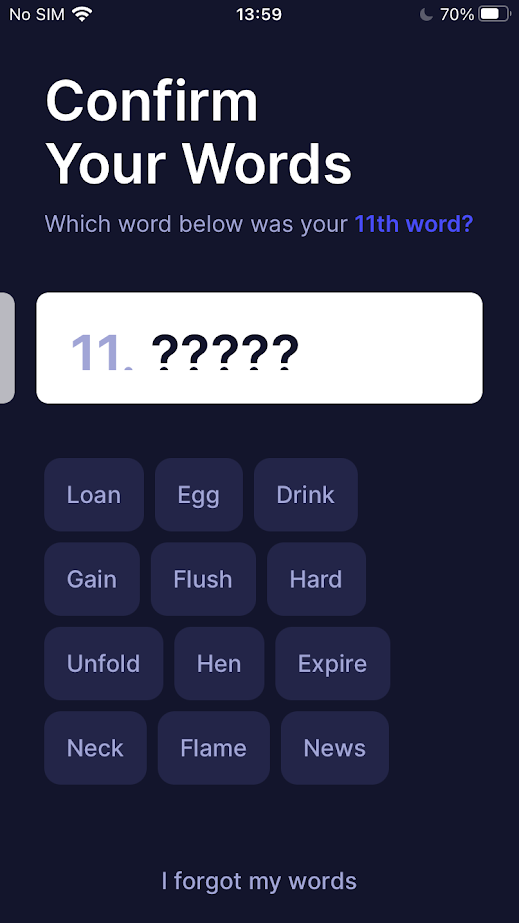 No SIM 13:59 70%
Confirm
Your Words
Which word below was your 11th word?
11. ?????
Loan Egg Drink
Gain Flush Hard
Unfold Hen Expire
Neck Flame News
I forgot my words